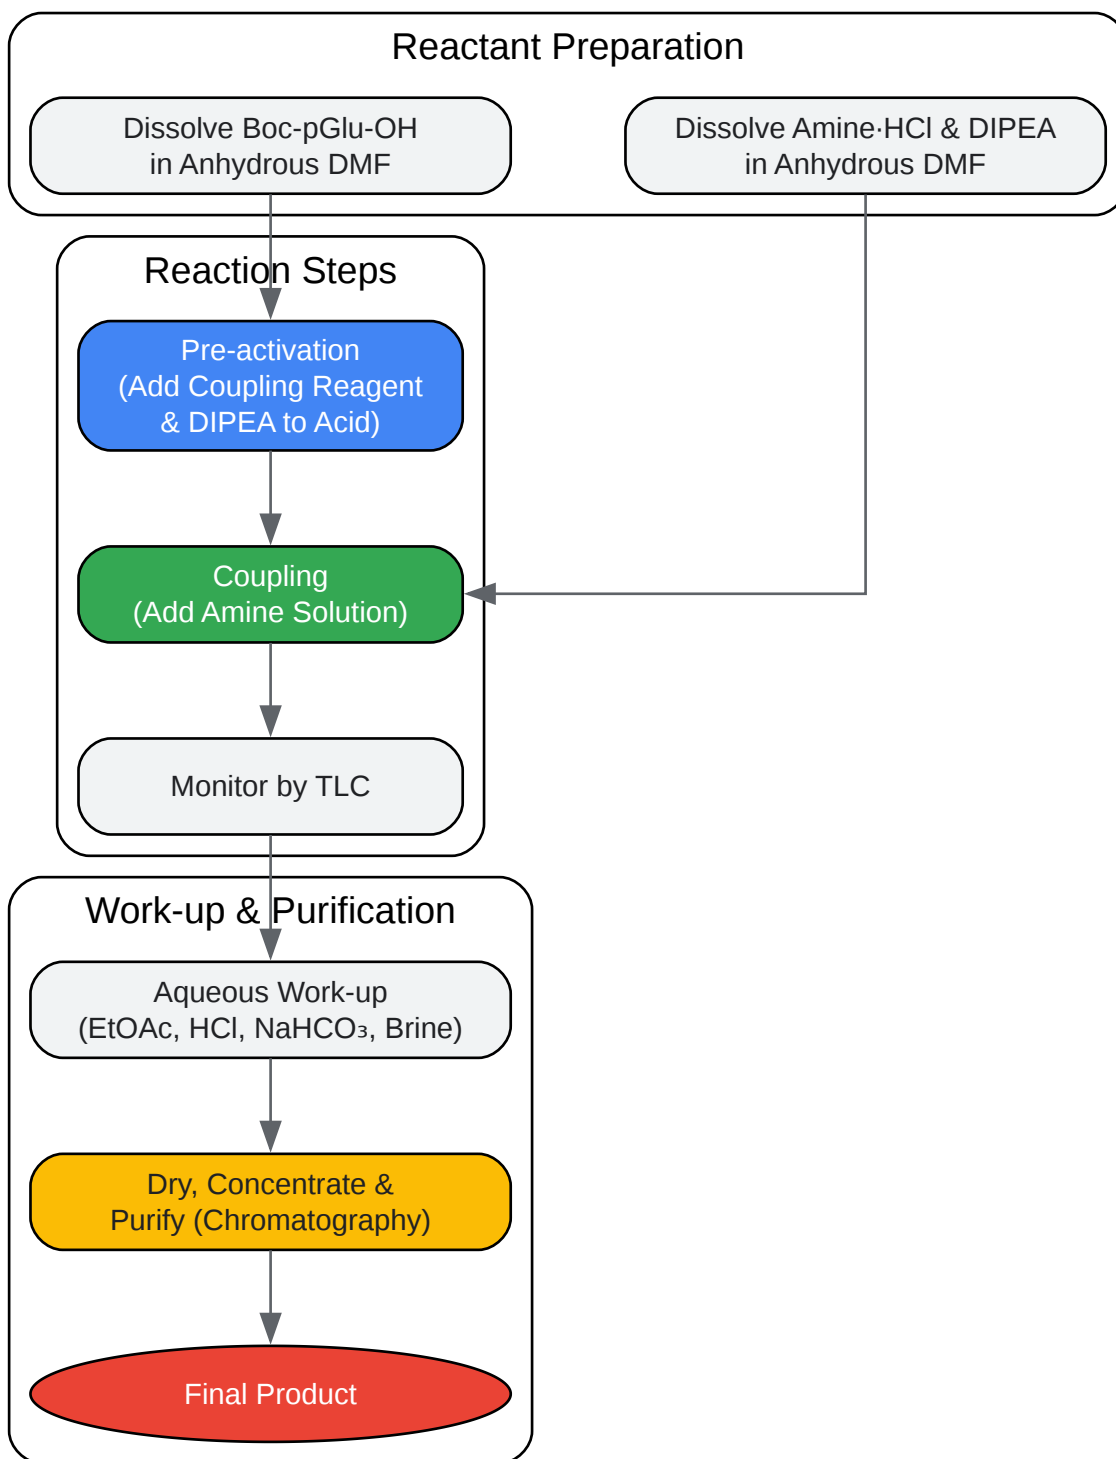 Reactant Preparation
Dissolve Boc-pGlu-OH
in Anhydrous DMF
Dissolve Amine·HCl & DIPEA
in Anhydrous DMF
Reaction Steps
Pre-activation
(Add Coupling Reagent
& DIPEA to Acid)
Coupling
(Add Amine Solution)
Monitor by TLC
Work-up & Purification
Aqueous Work-up
(EtOAc, HCl, NaHCO₃, Brine)
Dry, Concentrate &
Purify (Chromatography)
Final Product